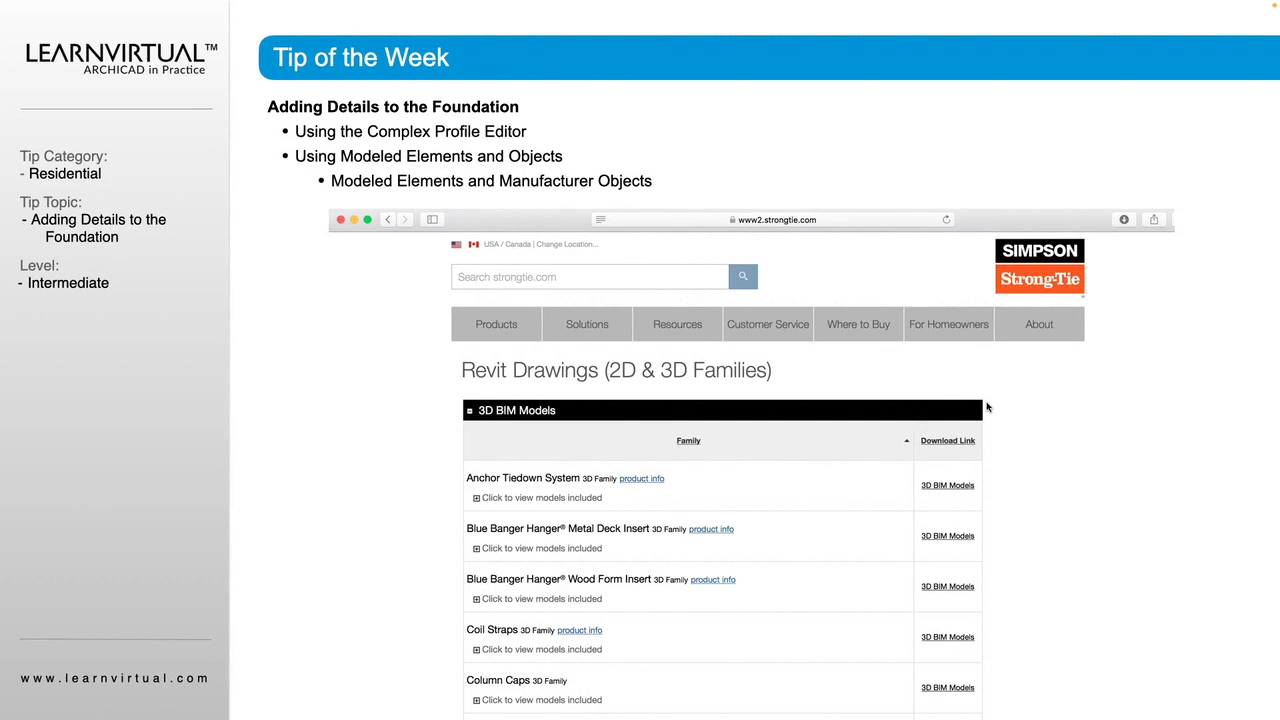 LEARNVIRTUAL™
ARCHICAD in Practice
Tip Category:
- Residential
Tip Topic:
- Adding Details to the
Foundation
Level:
- Intermediate
www.learnvirtual.com
Tip of the Week
Adding Details to the Foundation
• Using the Complex Profile Editor
• Using Modeled Elements and Objects
• Modeled Elements and Manufacturer Objects
www2.strongtie.com
USA / Canada | Change Location...
SIMPSON
Strong-Tie
Search strongtie.com
Products Solutions Resources Customer Service Where to Buy For Homeowners About
Revit Drawings (2D & 3D Families)
3D BIM Models
Family Download Link
Anchor Tiedown System 3D Family product info
3D BIM Models
Click to view models included
Blue Banger Hanger® Metal Deck Insert 3D Family product info
3D BIM Models
Click to view models included
Blue Banger Hanger® Wood Form Insert 3D Family product info
3D BIM Models
Click to view models included
Coil Straps 3D Family product info
3D BIM Models
Click to view models included
Column Caps 3D Family
3D BIM Models
Click to view models included